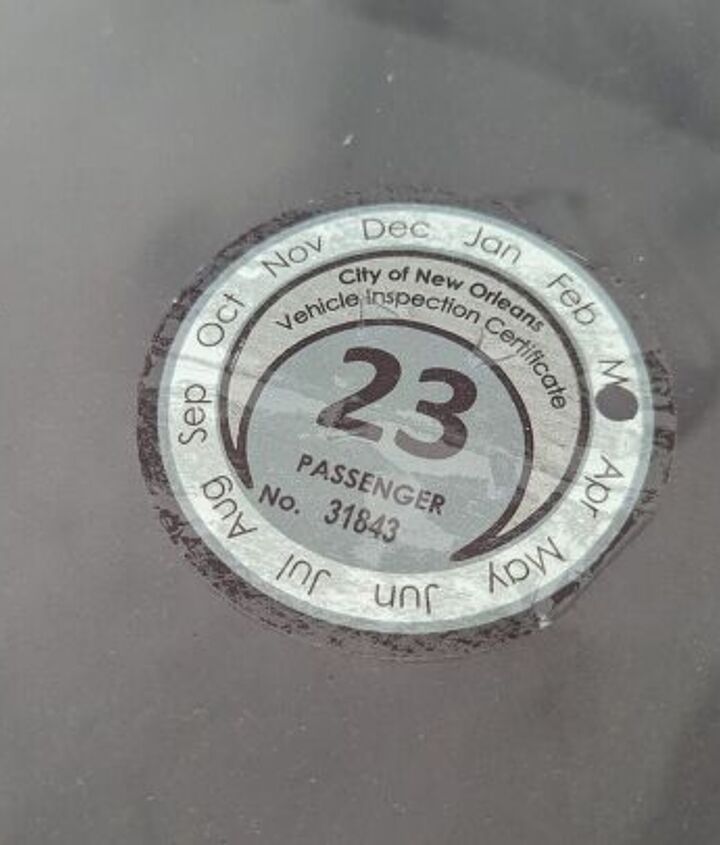 Dec
Jan
Feb
M
Apr
May
Jun
Jul
Aug
Sep
Oct
Nov
City of New Orleans
Vehicle Inspection Certificate
23
PASSENGER
No. 31843